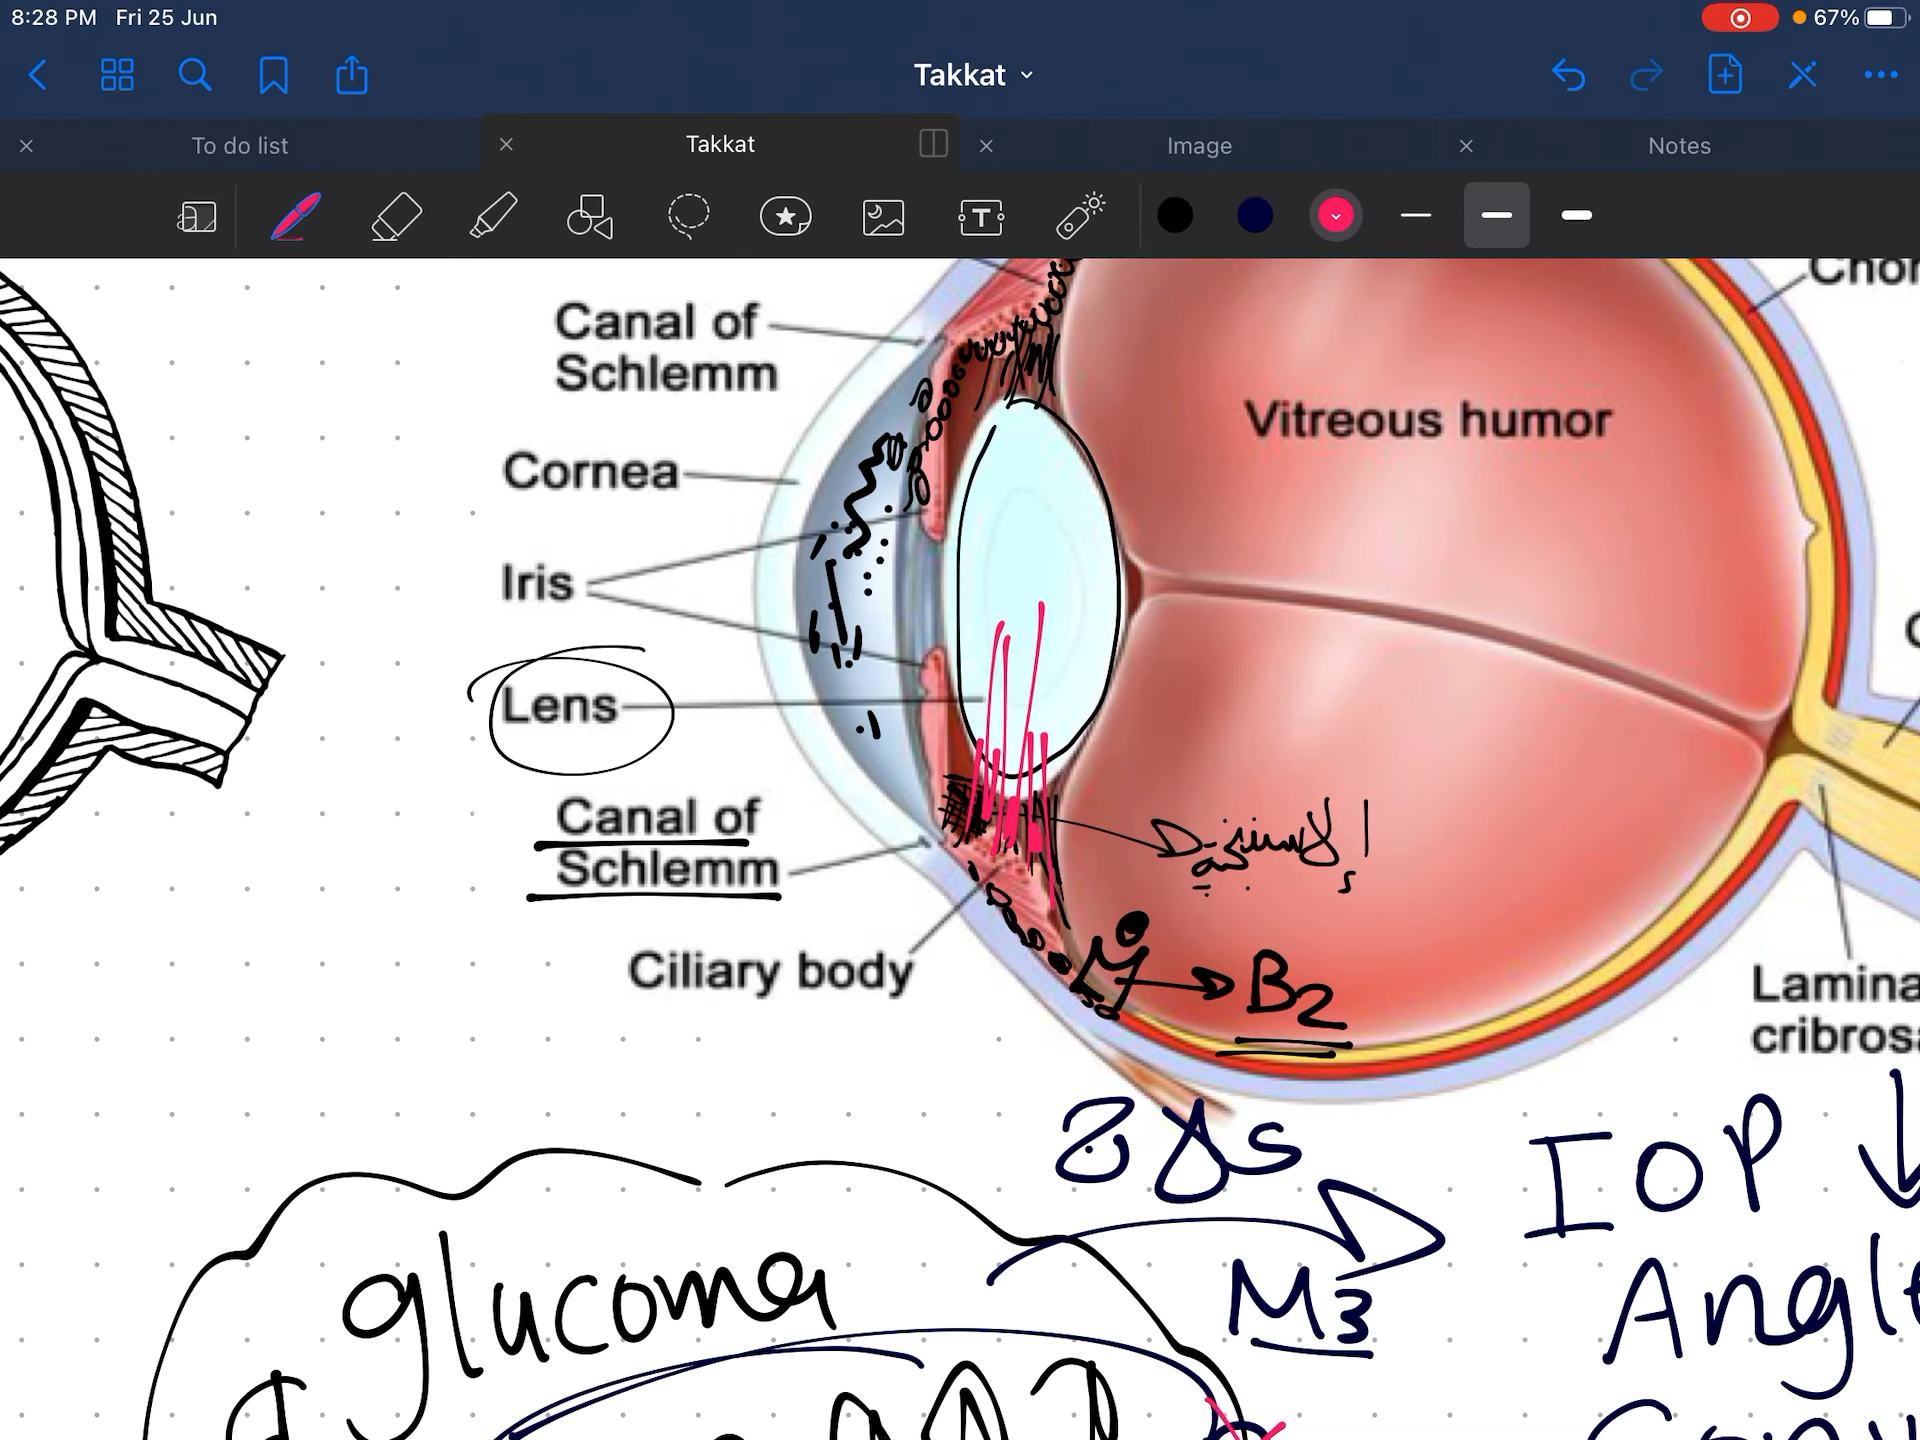 8:28 PM Fri 25 Jun
67%
Takkat
To do list
Takkat
Image
Notes
T
Chor
Canal of
Schlemm
Vitreous humor
Cornea
Iris
Lens
Canal of
Schlemm
Ciliary body
B2
Lamina
cribros
IOP ↓
M3
Angle
glucoma